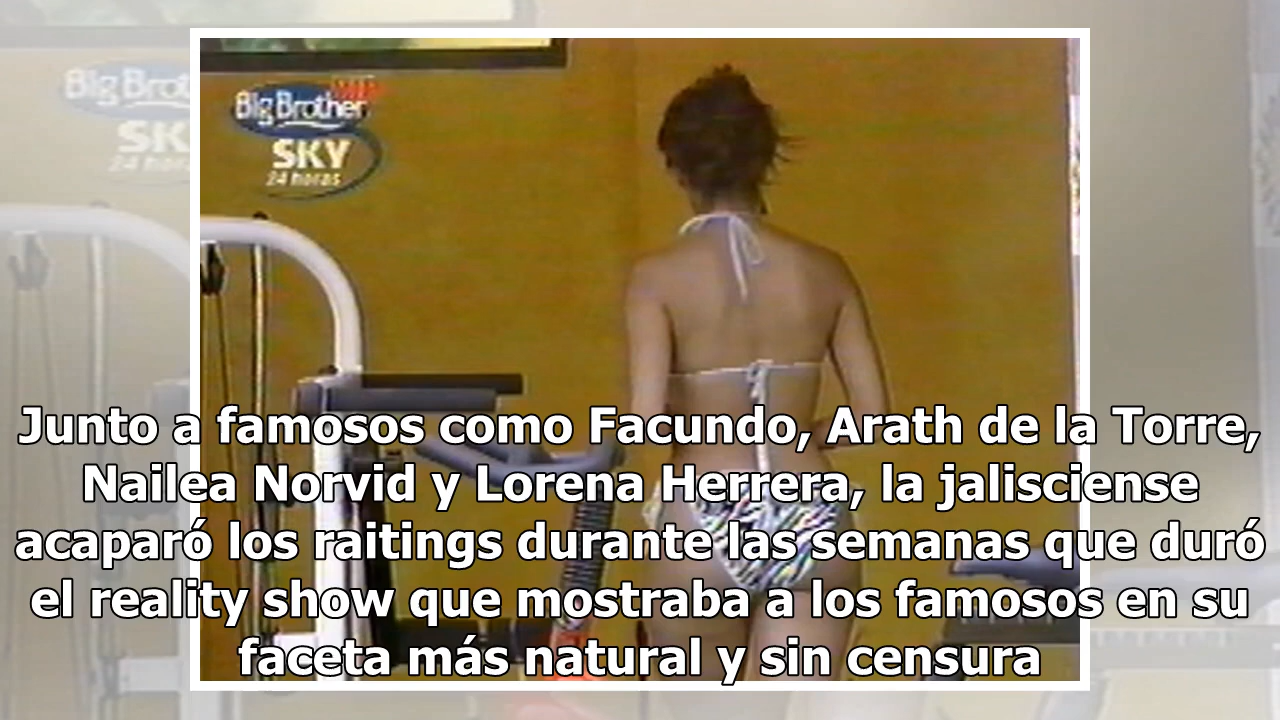 Big Brother VIP
SKY
24 horas
Junto a famosos como Facundo, Arath de la Torre,
Nailea Norvid y Lorena Herrera, la jalisciense
acaparó los raitings durante las semanas que duró
el reality show que mostraba a los famosos en su
faceta más natural y sin censura